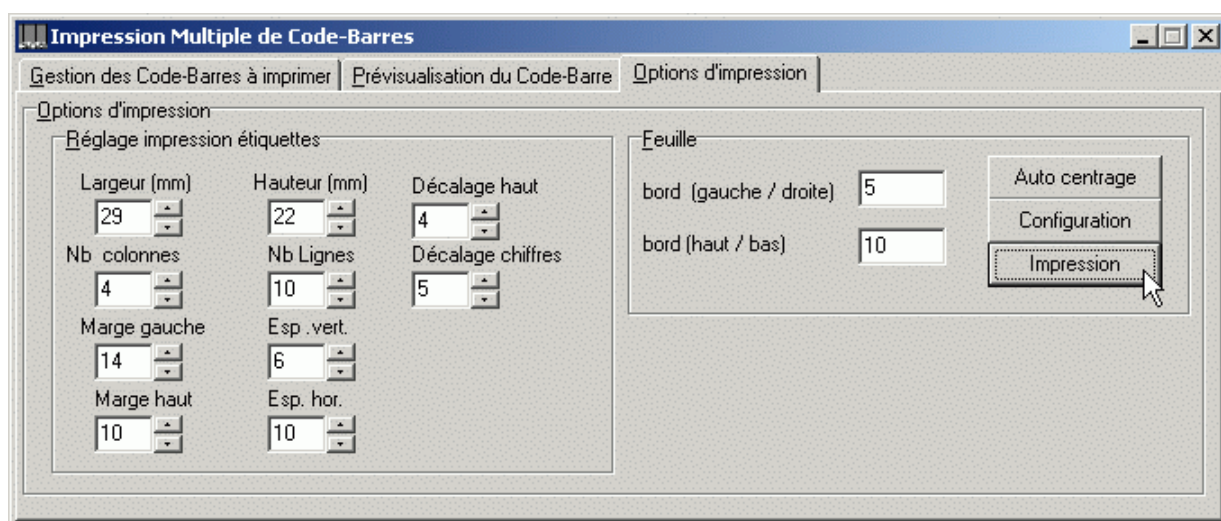 Impression Multiple de Code-Barres
Gestion des Code-Barres à imprimer Prévisualisation du Code-Barre Options d'impression
Options d'impression
Réglage impression étiquettes
Largeur (mm) Hauteur (mm) Décalage haut
29 22 4
Nb colonnes Nb Lignes Décalage chiffres
4 10 5
Marge gauche Esp .vert.
14 6
Marge haut Esp. hor.
10 10
Feuille
bord (gauche / droite) 5
bord (haut / bas) 10
Auto centrage
Configuration
Impression